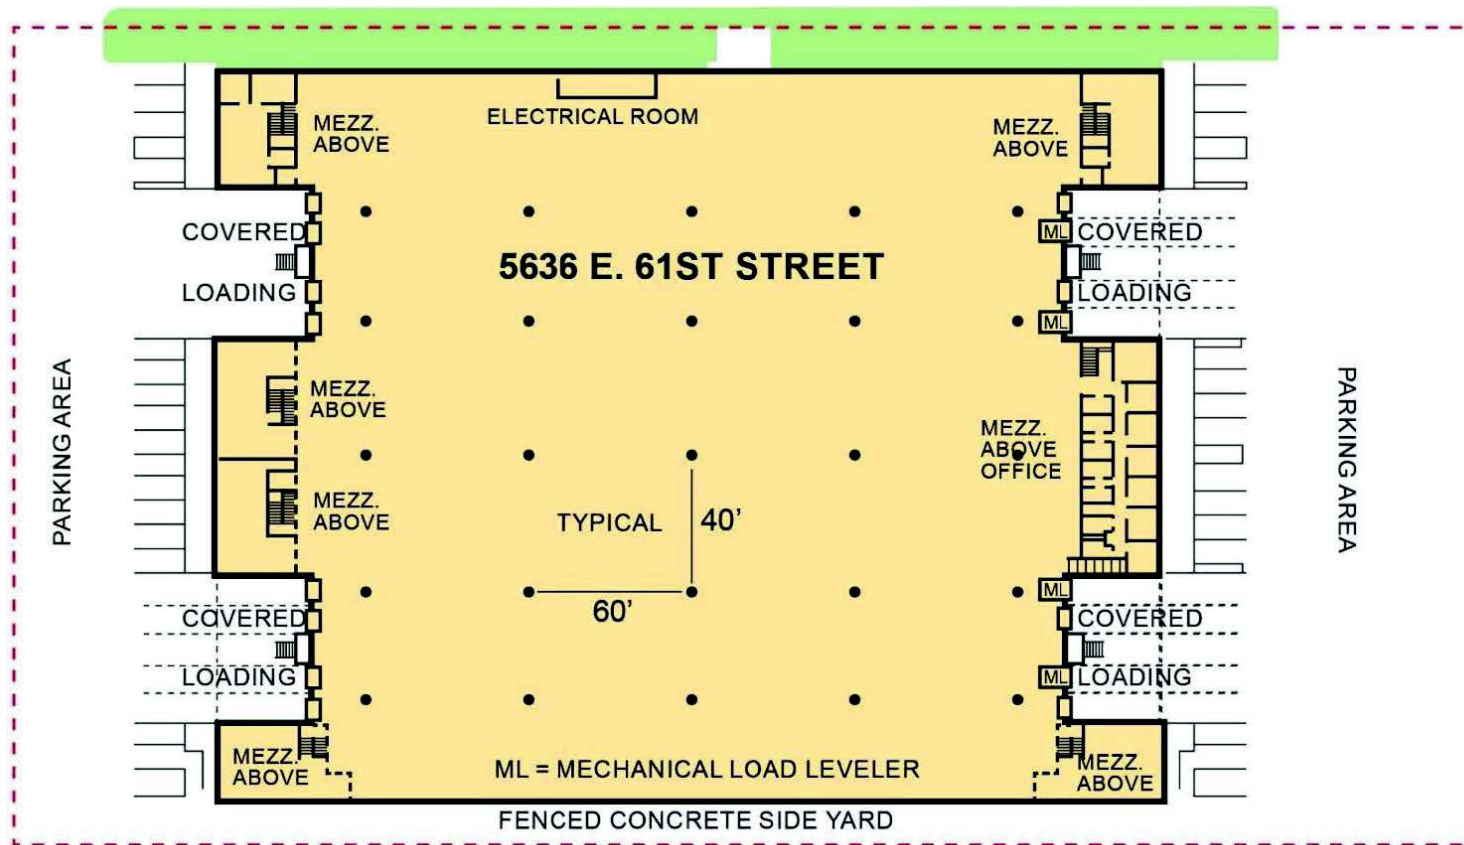 ELECTRICAL ROOM
MEZZ.
ABOVE
MEZZ.
ABOVE
COVERED
LOADING
5636 E. 61ST STREET
ML
COVERED
LOADING
ML
PARKING AREA
MEZZ.
ABOVE
MEZZ.
ABOVE
MEZZ.
ABOVE
OFFICE
PARKING AREA
TYPICAL
40’
60’
COVERED
LOADING
ML
COVERED
ML
LOADING
MEZZ.
ABOVE
ML = MECHANICAL LOAD LEVELER
MEZZ.
ABOVE
FENCED CONCRETE SIDE YARD